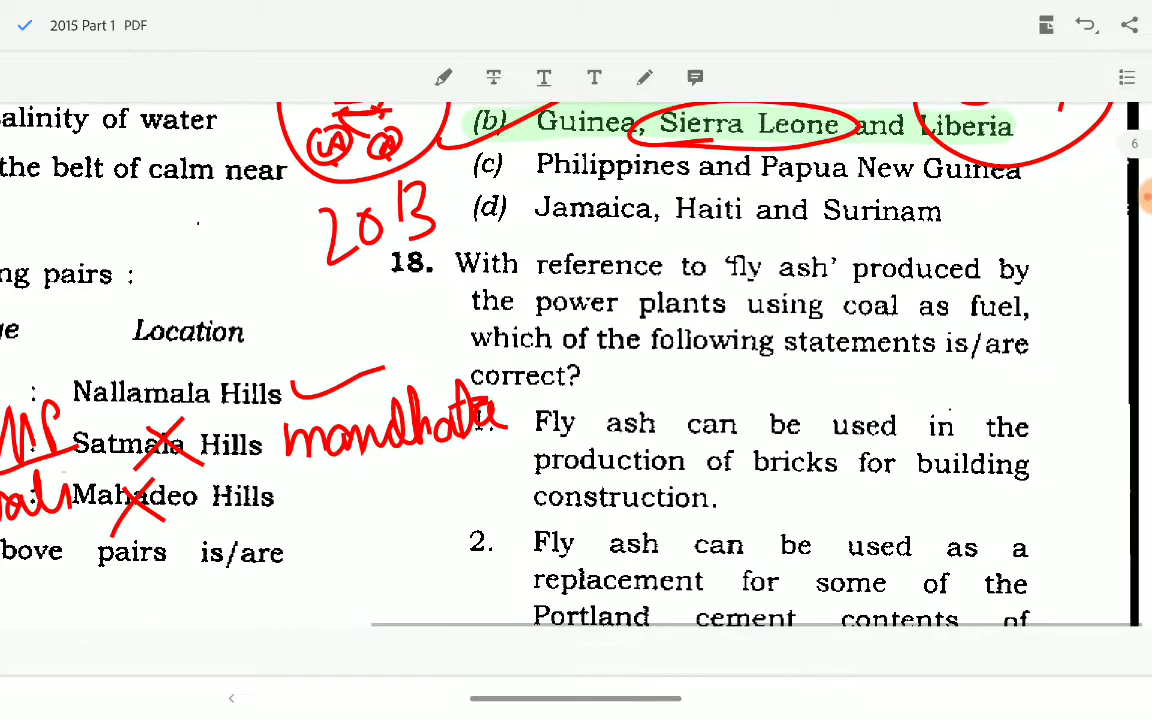 2015 Part 1 PDF
alinity of water
the belt of calm near
ng pairs :
e Location
: Nallamala Hills
MP
: Satmala Hills mandhata
: Mahadeo Hills
bove pairs is/are
2013
(b) Guinea, Sierra Leone and Liberia
(c) Philippines and Papua New Guinea
(d) Jamaica, Haiti and Surinam
6
18. With reference to 'fly ash' produced by
the power plants using coal as fuel,
which of the following statements is/are
correct?
1. Fly ash can be used in the
production of bricks for building
construction.
2. Fly ash can be used as a
replacement for some of the
Portland cement contents of